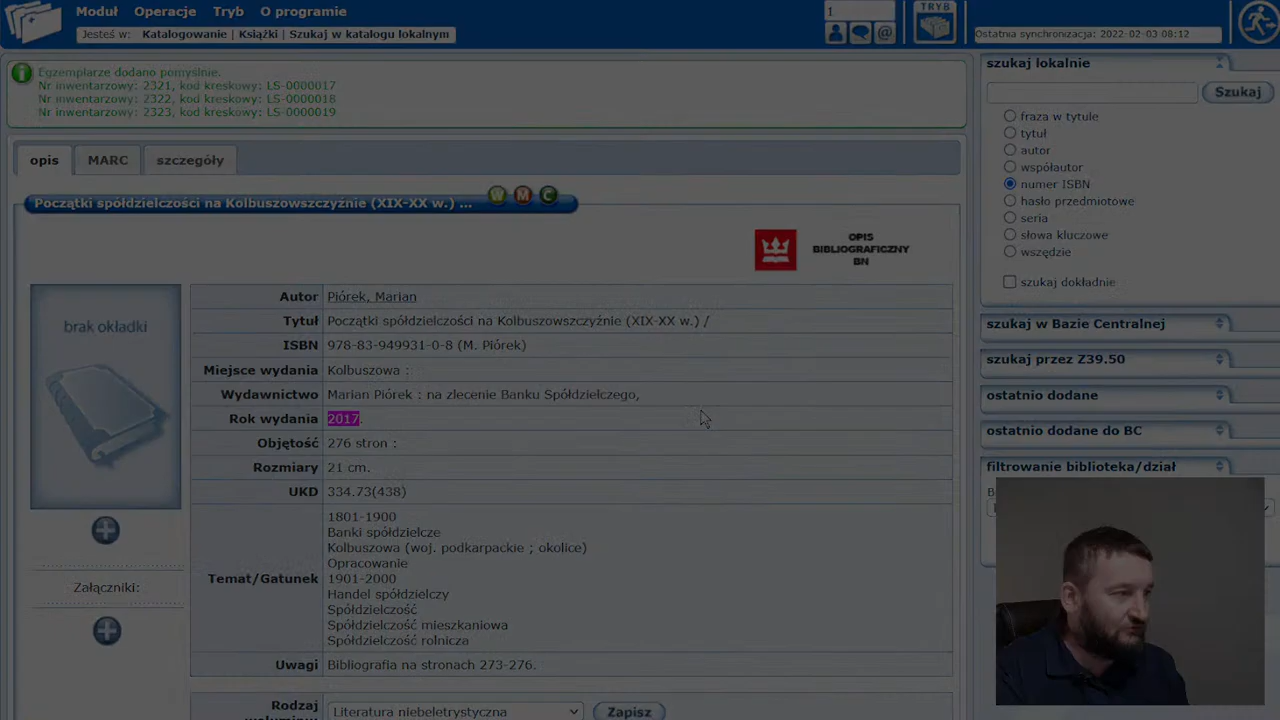 Moduł Operacje Tryb O programie
1
TRYB
Jesteś w: Katalogowanie | Książki | Szukaj w katalogu lokalnym
@
Ostatnia synchronizacja: 2022-02-03 08:12
Egzemplarze dodano pomyślnie.
Nr inwentarzowy: 2321, kod kreskowy: LS-0000017
Nr inwentarzowy: 2322, kod kreskowy: LS-0000018
Nr inwentarzowy: 2323, kod kreskowy: LS-0000019
opis MARC szczegóły
Początki spółdzielczości na Kolbuszowszczyźnie (XIX-XX w.) ... W M C
OPIS
BIBLIOGRAFICZNY
BN
brak okładki
Załączniki:
Autor Piórek, Marian
Tytuł Początki spółdzielczości na Kolbuszowszczyźnie (XIX-XX w.) /
ISBN 978-83-949931-0-8 (M. Piórek)
Miejsce wydania Kolbuszowa :
Wydawnictwo Marian Piórek : na zlecenie Banku Spółdzielczego,
Rok wydania 2017.
Objętość 276 stron :
Rozmiary 21 cm.
UKD 334.73(438)
Temat/Gatunek
1801-1900
Banki spółdzielcze
Kolbuszowa (woj. podkarpackie ; okolice)
Opracowanie
1901-2000
Handel spółdzielczy
Spółdzielczość
Spółdzielczość mieszkaniowa
Spółdzielczość rolnicza
Uwagi Bibliografia na stronach 273-276.
Rodzaj Literatura niebeletrystyczna Zapisz
szukaj lokalnie
Szukaj
fraza w tytule
tytuł
autor
współautor
numer ISBN
hasło przedmiotowe
seria
słowa kluczowe
wszędzie
szukaj dokładnie
szukaj w Bazie Centralnej
szukaj przez Z39.50
ostatnio dodane
ostatnio dodane do BC
filtrowanie biblioteka/dział